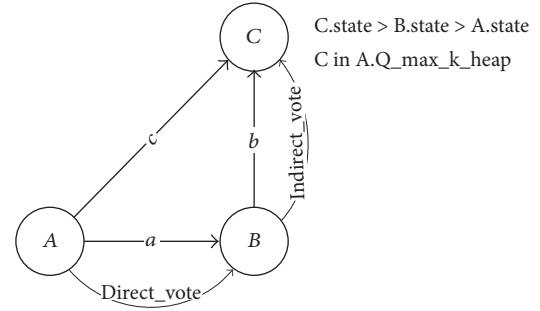 C
C.state > B.state > A.state
C in A.Q_max_k_heap
c
b
Indirect_vote
A
a
B
Direct_vote